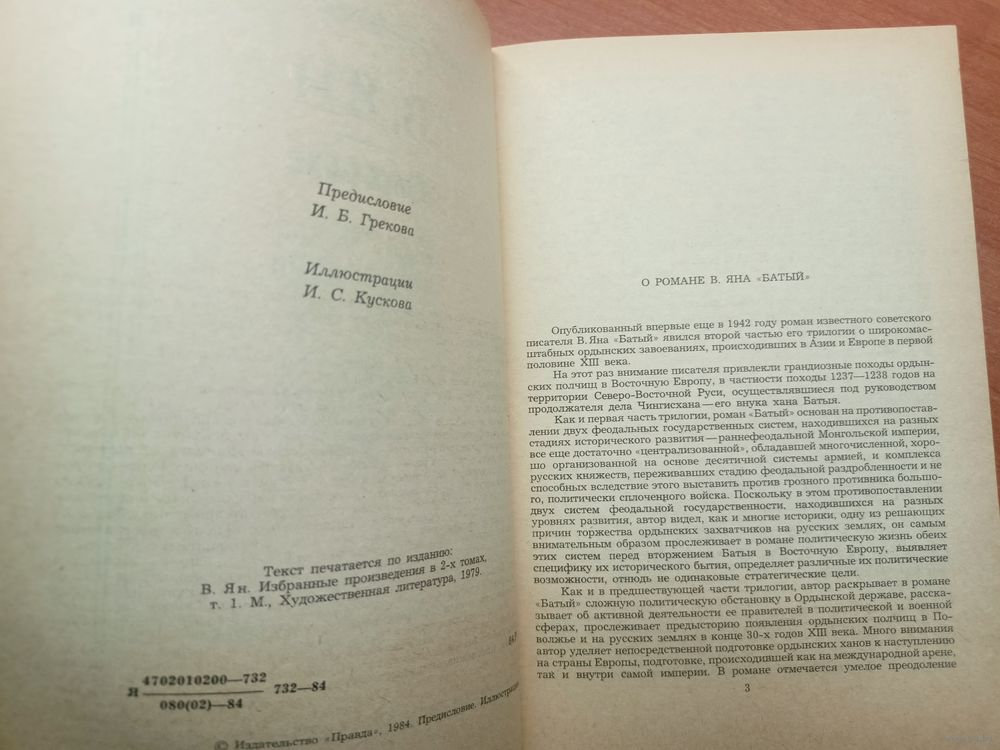 Предисловие
И. Б. Грекова
Иллюстрации
И. С. Кускова
Текст печатается по изданию:
В. Ян. Избранные произведения в 2-х томах,
т. 1. М., Художественная литература, 1979.
Я 4702010200—732
080(02)—84
732—84
© Издательство «Правда», 1984. Предисловие. Иллюстрации
О РОМАНЕ В. ЯНА «БАТЫЙ»
Опубликованный впервые еще в 1942 году роман известного советского
писателя В. Яна «Батый» явился второй частью его трилогии о широкомас-
штабных ордынских завоеваниях, происходивших в Азии и Европе в первой
половине XIII века.
На этот раз внимание писателя привлекли грандиозные походы ордын-
ских полчищ в Восточную Европу, в частности походы 1237—1238 годов на
территории Северо-Восточной Руси, осуществлявшиеся под руководством
продолжателя дела Чингисхана — его внука хана Батыя.
Как и первая часть трилогии, роман «Батый» основан на противопостав-
лении двух феодальных государственных систем, находившихся на разных
стадиях исторического развития — раннефеодальной Монгольской империи,
все еще достаточно «централизованной», обладавшей многочисленной, хоро-
шо организованной на основе десятичной системы армией, и комплекса
русских княжеств, переживавших стадию феодальной раздробленности и не
способных вследствие этого выставить против грозного противника большо-
го, политически сплоченного войска. Поскольку в этом противопоставлении
двух систем феодальной государственности, находившихся на разных
уровнях развития, автор видел, как и многие историки, одну из решающих
причин торжества ордынских захватчиков на русских землях, он самым
внимательным образом прослеживает в романе политическую жизнь обеих
этих систем перед вторжением Батыя в Восточную Европу, выявляет
специфику их исторического бытия, определяет различные их политические
возможности, отнюдь не одинаковые стратегические цели.
Как и в предшествующей части трилогии, автор раскрывает в романе
«Батый» сложную политическую обстановку в Ордынской державе, расска-
зывает об активной деятельности ее правителей в политической и военной
сферах, прослеживает предысторию появления ордынских полчищ в По-
волжье и на русских землях в конце 30-х годов XIII века. Много внимания
автор уделяет непосредственной подготовке ордынских ханов к наступлению
на страны Европы, подготовке, происходившей как на международной арене,
так и внутри самой империи. В романе отмечается умелое преодоление
3